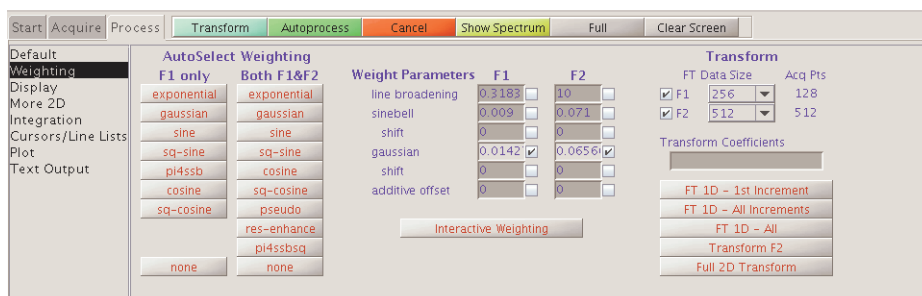 Start Acquire Process Transform Autoprocess Cancel Show Spectrum Full Clear Screen
Default
Weighting
Display
More 2D
Integration
Cursors/Line Lists
Plot
Text Output
AutoSelect Weighting
F1 only Both F1&F2
exponential exponential
gaussian gaussian
sine sine
sq-sine sq-sine
pi4ssb cosine
cosine sq-cosine
sq-cosine pseudo
res-enhance
pi4ssbsq
none none
Weight Parameters F1 F2
line broadening 0.3183 10
sinebell 0.009 0.071
shift 0 0
gaussian 0.0142 0.0656
shift 0 0
additive offset 0 0
Interactive Weighting
Transform
FT Data Size Acq Pts
F1 256 128
F2 512 512
Transform Coefficients
FT 1D - 1st Increment
FT 1D - All Increments
FT 1D - All
Transform F2
Full 2D Transform